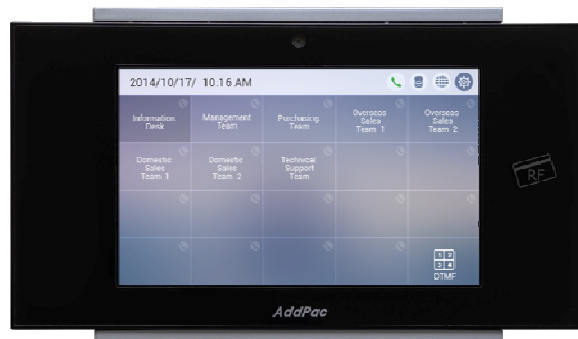 2014/10/17/ 10.16.AM
Information
Desk
Management
Team
Purchasing
Team
Overseas
Sales
Team 1
Overseas
Sales
Team 2
Domestic
Sales
Team 1
Domestic
Sales
Team 2
Technical
Support
Team
RF
1 2
3 4
DTMF
AddPac